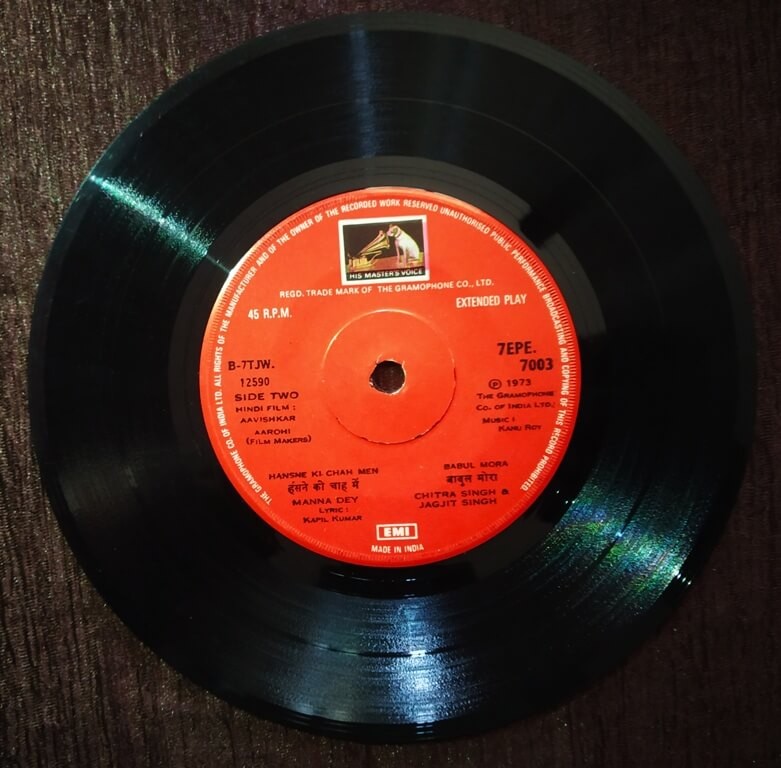 THE GRAMOPHONE CO. OF INDIA LTD. ALL RIGHTS OF THE MANUFACTURER AND OF THE OWNER OF THE RECORDED WORK RESERVED UNAUTHORISED PUBLIC PERFORMANCE BROADCASTING AND COPYING OF THIS RECORD PROHIBITED
HIS MASTER'S VOICE
REGD. TRADE MARK OF THE GRAMOPHONE CO., LTD.
45 R.P.M.
EXTENDED PLAY
B-7TJW.
12590
SIDE TWO
HINDI FILM :
AAVISHKAR
AAROHI
(FILM MAKERS)
7EPE.
7003
℗ 1973
THE GRAMOPHONE
CO. OF INDIA LTD.;
MUSIC :
KANU ROY
HANSNE KI CHAH MEN
हंसने की चाह में
MANNA DEY
LYRIC :
KAPIL KUMAR
BABUL MORA
बाबुल मोरा
CHITRA SINGH &
JAGJIT SINGH
EMI
MADE IN INDIA